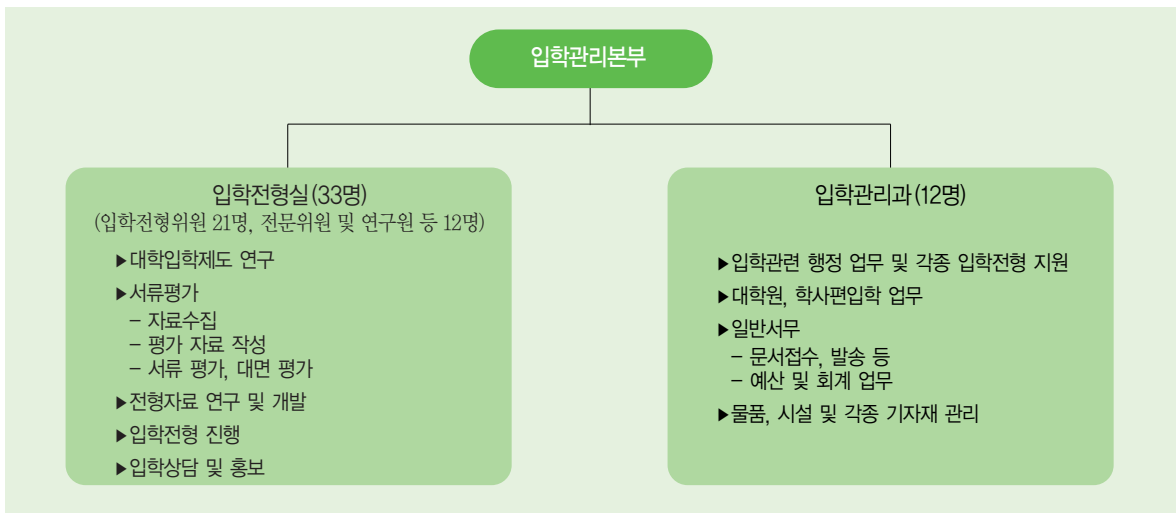 입학관리본부
입학전형실(33명)
(입학전형위원 21명, 전문위원 및 연구원 등 12명)
▶대학입학제도 연구
▶서류평가
– 자료수집
– 평가 자료 작성
– 서류 평가, 대면 평가
▶전형자료 연구 및 개발
▶입학전형 진행
▶입학상담 및 홍보
입학관리과(12명)
▶입학관련 행정 업무 및 각종 입학전형 지원
▶대학원, 학사편입학 업무
▶일반서무
– 문서접수, 발송 등
– 예산 및 회계 업무
▶물품, 시설 및 각종 기자재 관리